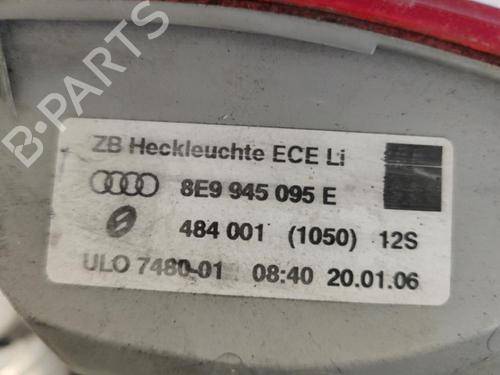 ZB Heckleuchte ECE Li
8E9 945 095 E
484 001 (1050) 12S
ULO 7480-01 08:40 20.01.06
B-PARTS